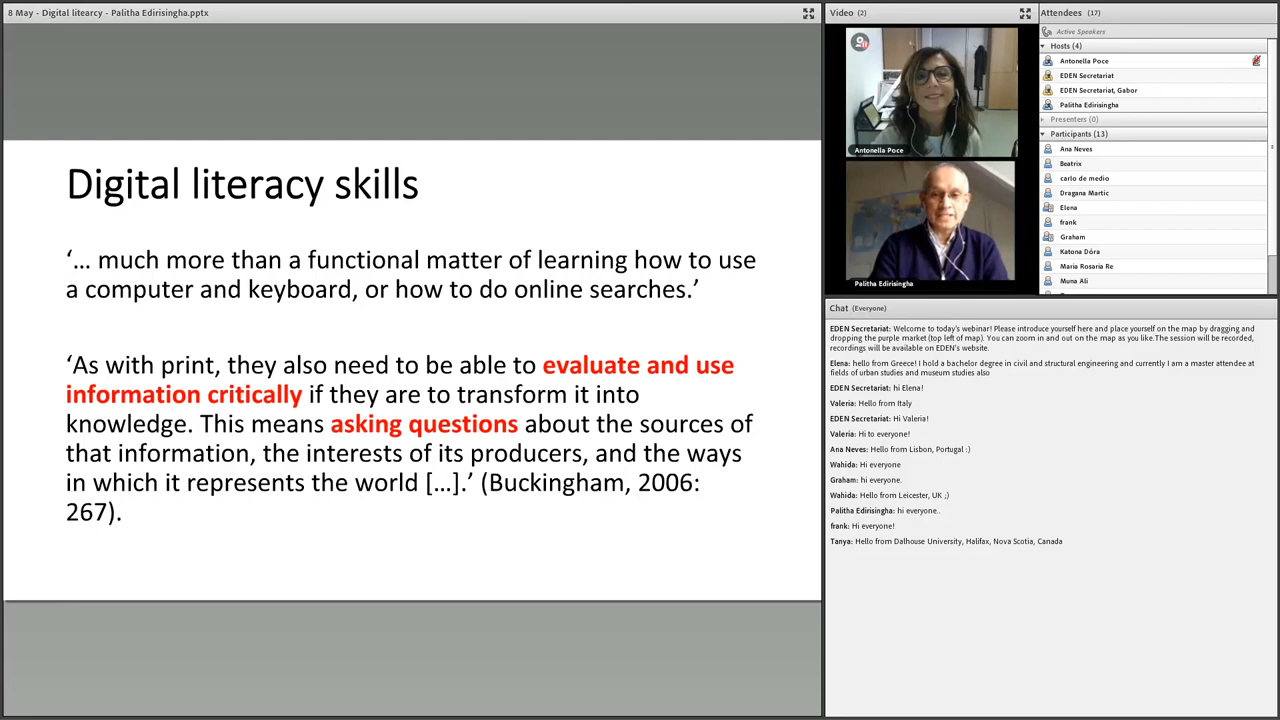 8 May - Digital litearcy - Palitha Edirisingha.pptx
Digital literacy skills
‘… much more than a functional matter of learning how to use
a computer and keyboard, or how to do online searches.’
‘As with print, they also need to be able to evaluate and use
information critically if they are to transform it into
knowledge. This means asking questions about the sources of
that information, the interests of its producers, and the ways
in which it represents the world […].’ (Buckingham, 2006:
267).
Video (2)
Antonella Poce
Palitha Edirisingha
Attendees (17)
Active Speakers
Hosts (4)
Antonella Poce
EDEN Secretariat
EDEN Secretariat, Gabor
Palitha Edirisingha
Presenters (0)
Participants (13)
Ana Neves
Beatrix
carlo de medio
Dragana Martic
Elena
frank
Graham
Katona Dóra
Maria Rosaria Re
Muna Ali
Chat (Everyone)
EDEN Secretariat: Welcome to today's webinar! Please introduce yourself here and place yourself on the map by dragging and
dropping the purple market (top left of map). You can zoom in and out on the map as you like.The session will be recorded,
recordings will be available on EDEN's website.
Elena: hello from Greece! I hold a bachelor degree in civil and structural engineering and currently I am a master attendee at
fields of urban studies and museum studies also
EDEN Secretariat: hi Elena!
Valeria: Hello from Italy
EDEN Secretariat: Hi Valeria!
Valeria: Hi to everyone!
Ana Neves: Hello from Lisbon, Portugal :)
Wahida: Hi everyone
Graham: hi everyone.
Wahida: Hello from Leicester, UK ;)
Palitha Edirisingha: hi everyone..
frank: Hi everyone!
Tanya: Hello from Dalhouse University, Halifax, Nova Scotia, Canada